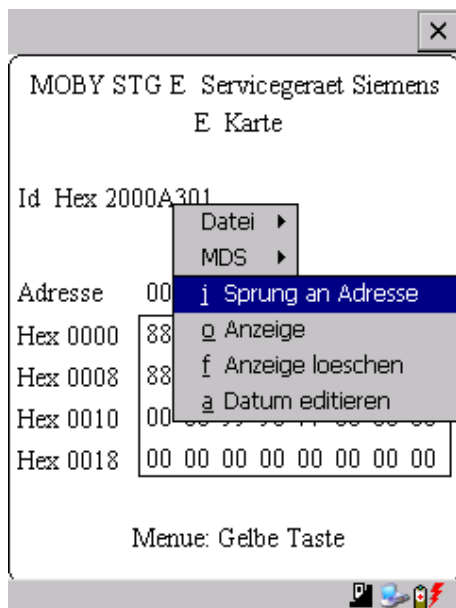 MOBY STG E Servicegeraet Siemens
E Karte
Id Hex 2000A301
Datei
MDS
Adresse 00
j Sprung an Adresse
Hex 0000 88
o Anzeige
Hex 0008 88
f Anzeige loeschen
a Datum editieren
Hex 0010 00
Hex 0018 00 00 00 00 00 00 00 00
Menue: Gelbe Taste